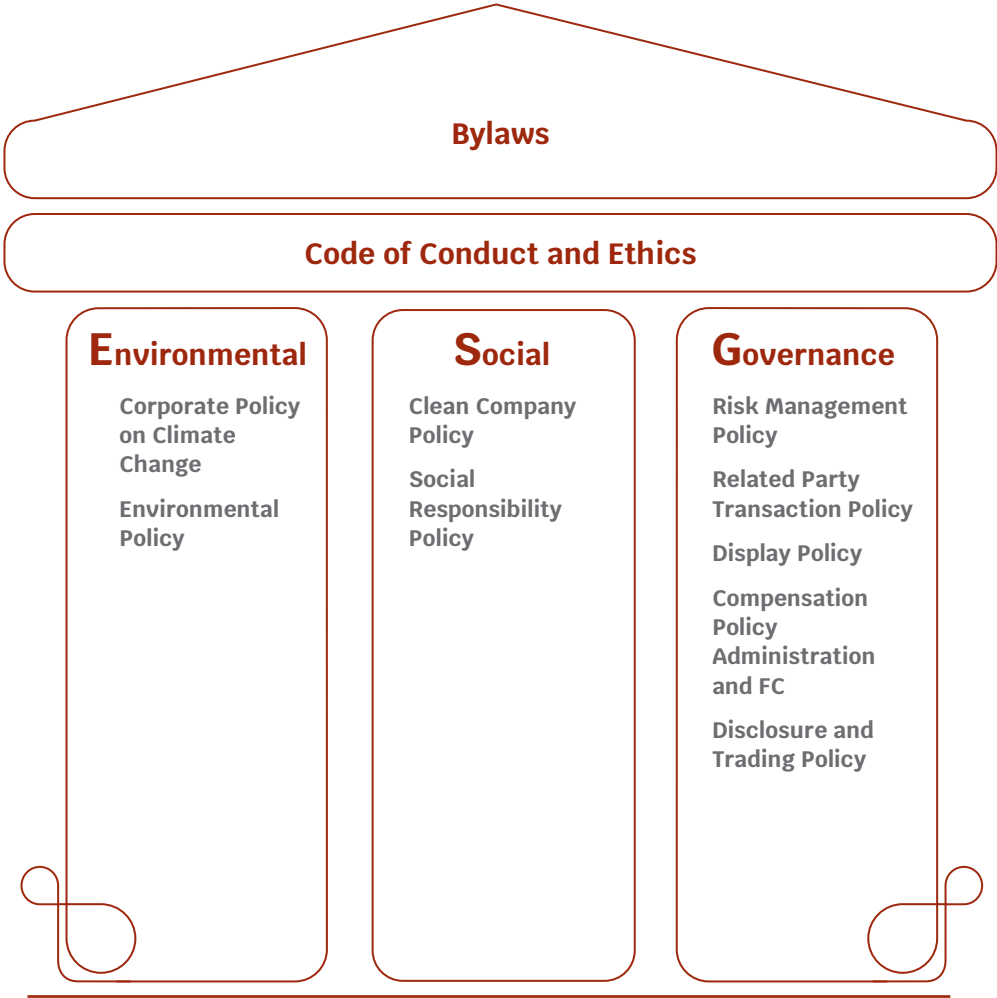 Bylaws
Code of Conduct and Ethics
Environmental
Corporate Policy
on Climate
Change
Environmental
Policy
Social
Clean Company
Policy
Social
Responsibility
Policy
Governance
Risk Management
Policy
Related Party
Transaction Policy
Display Policy
Compensation
Policy
Administration
and FC
Disclosure and
Trading Policy